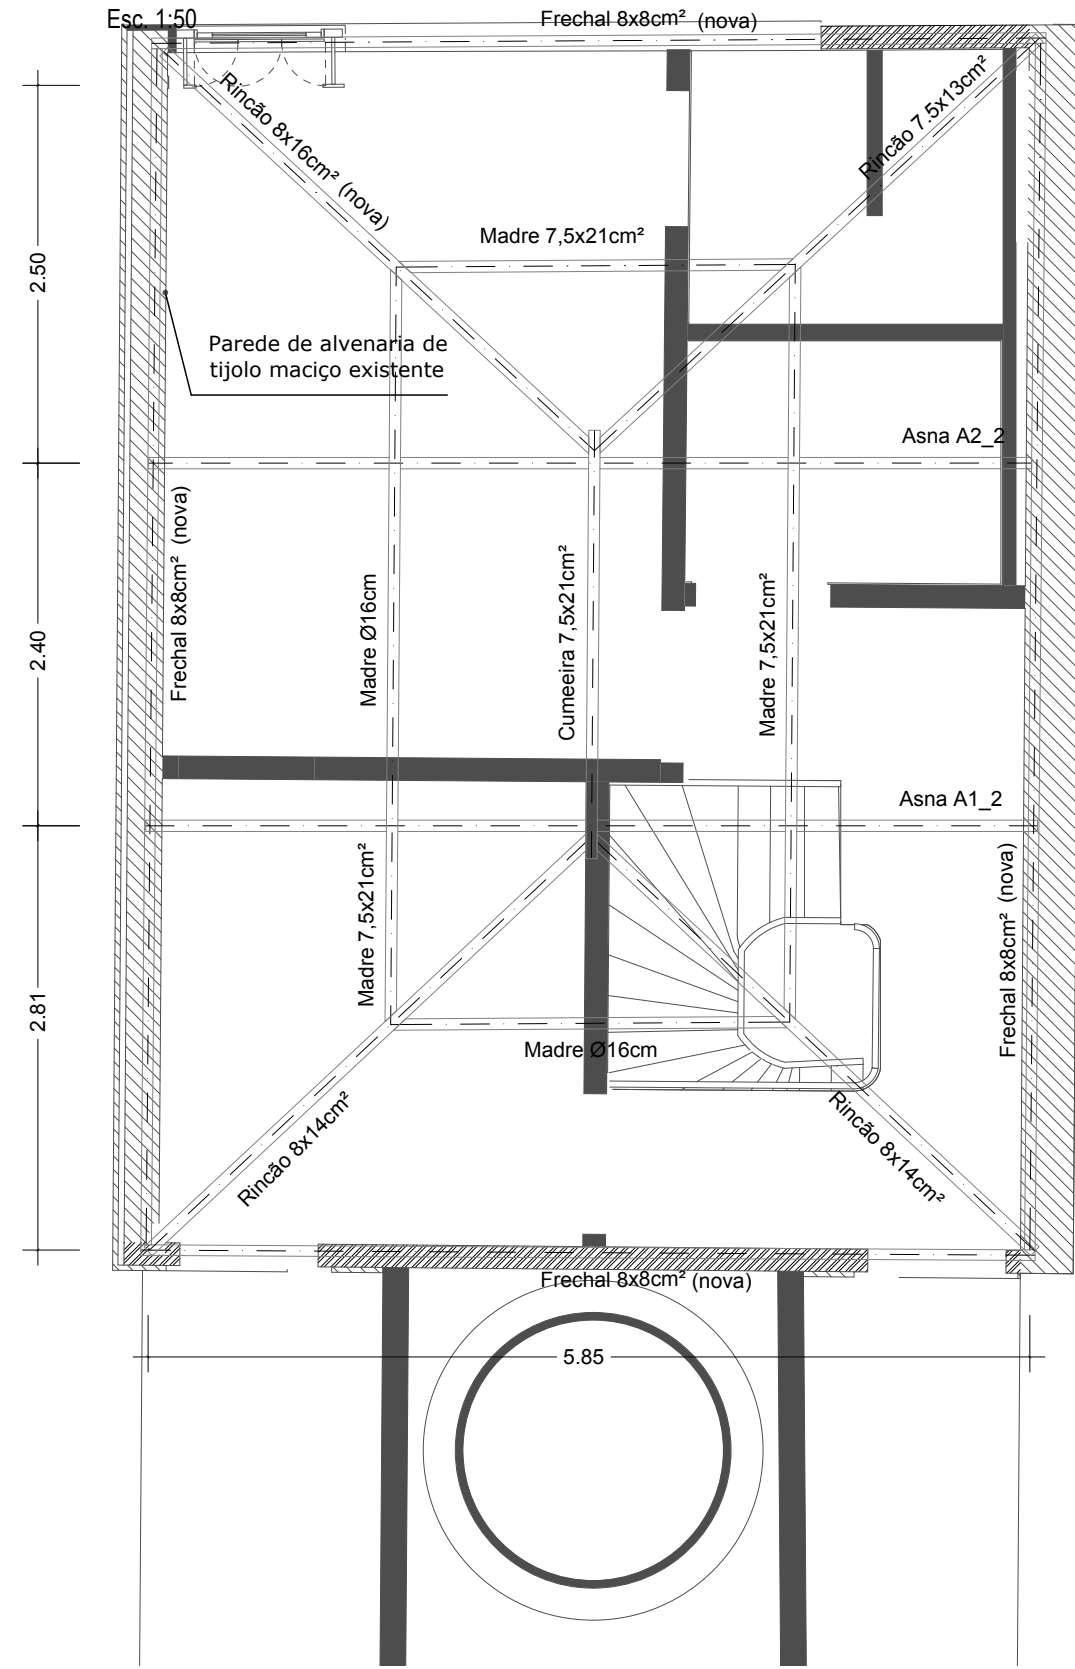 Esc. 1:50
Frechal 8x8cm² (nova)
Rincão 8x16cm² (nova)
Rincão 7.5x13cm²
Madre 7,5x21cm²
2.50
Parede de alvenaria de
tijolo maciço existente
Asna A2_2
Frechal 8x8cm² (nova)
Madre Ø16cm
Cumeeira 7,5x21cm²
Madre 7,5x21cm²
2.40
Asna A1_2
Madre 7,5x21cm²
Frechal 8x8cm² (nova)
2.81
Madre Ø16cm
Rincão 8x14cm²
Rincão 8x14cm²
Frechal 8x8cm² (nova)
5.85